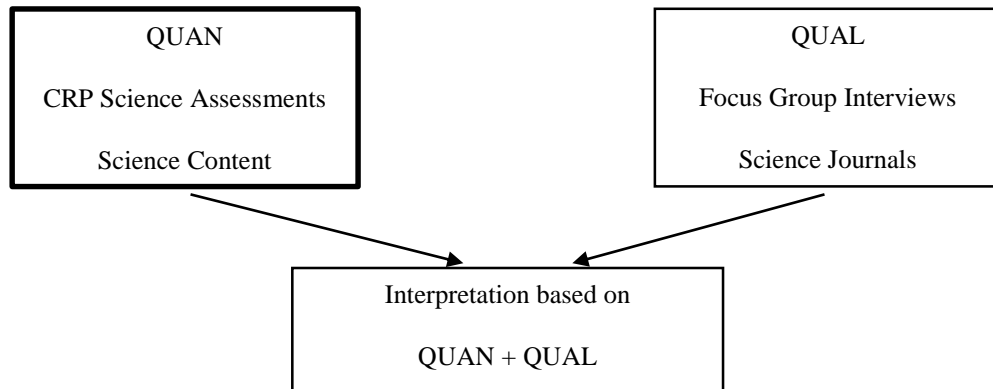 QUAN
CRP Science Assessments
Science Content
QUAL
Focus Group Interviews
Science Journals
Interpretation based on
QUAN + QUAL